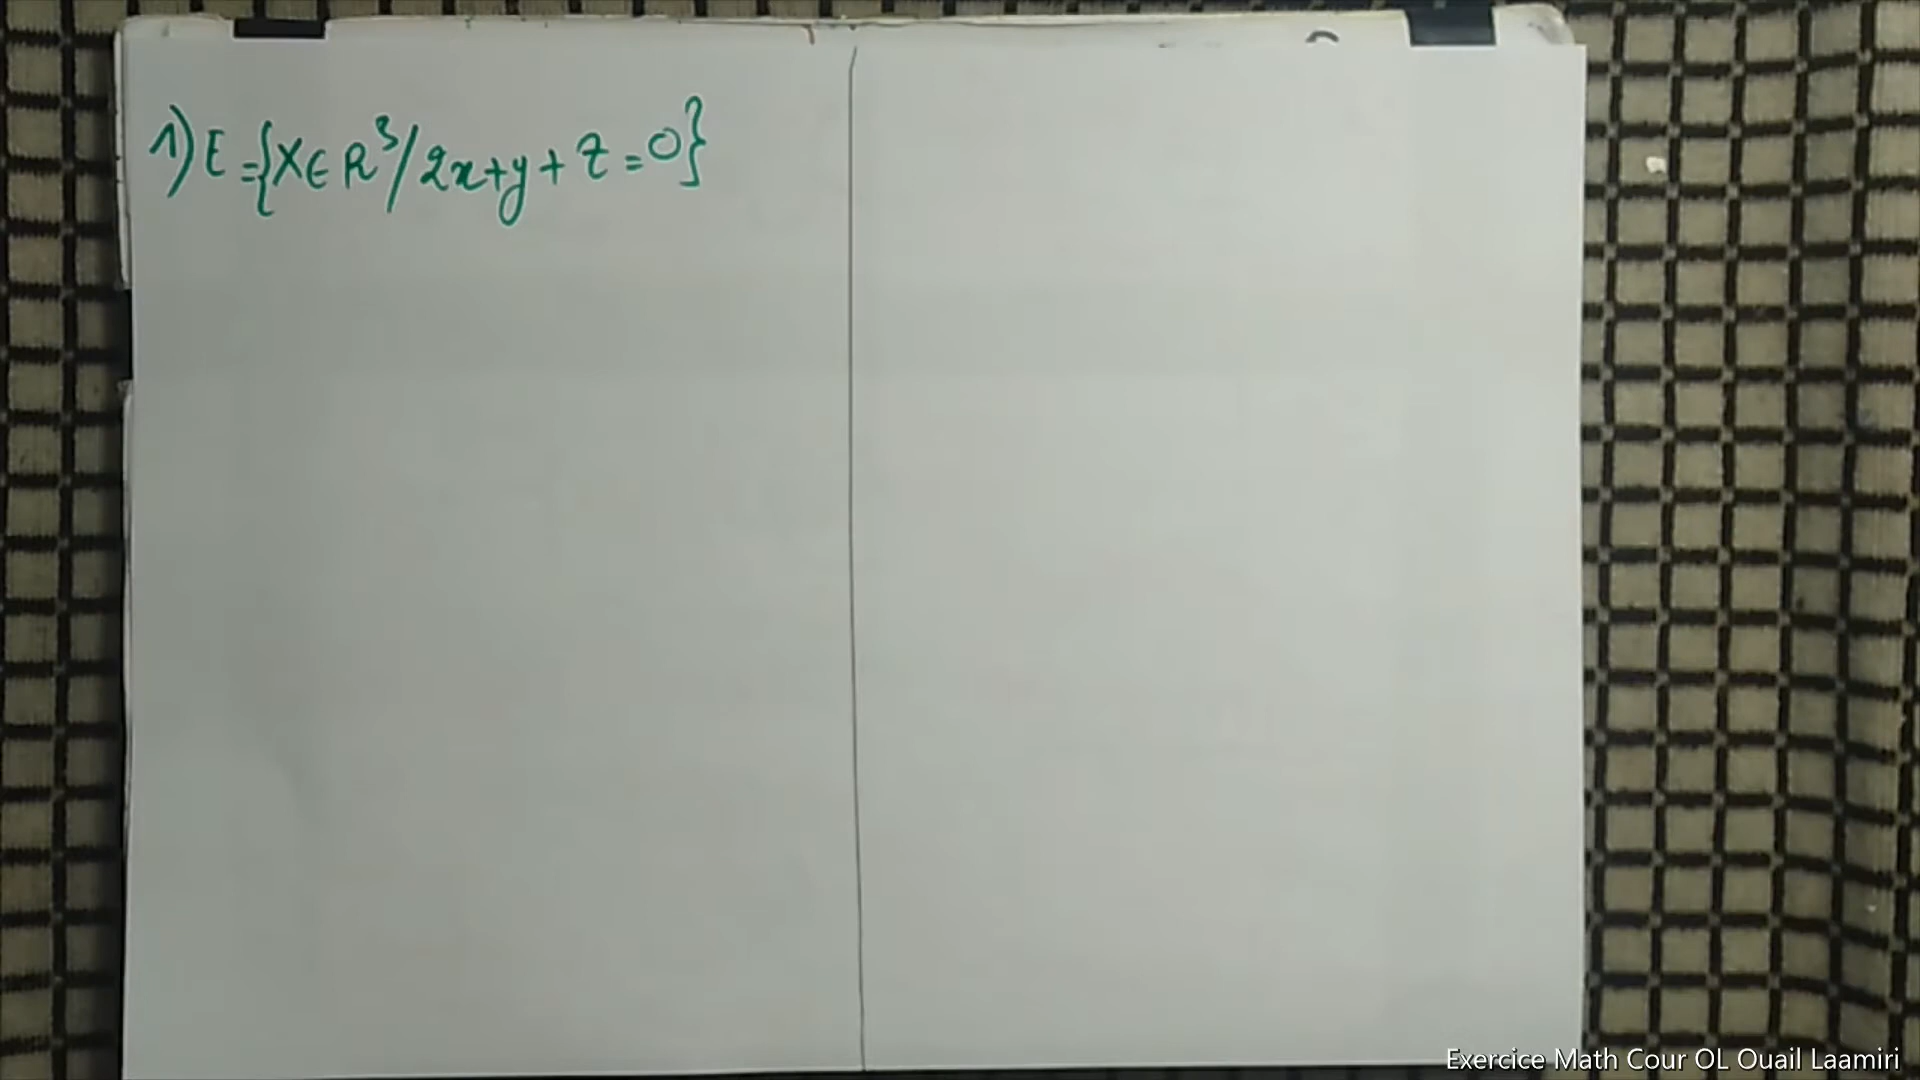 1) E = {X ∈ R³ / 2x + y + z = 0}
Exercice Math Cour OL Ouail Laamiri